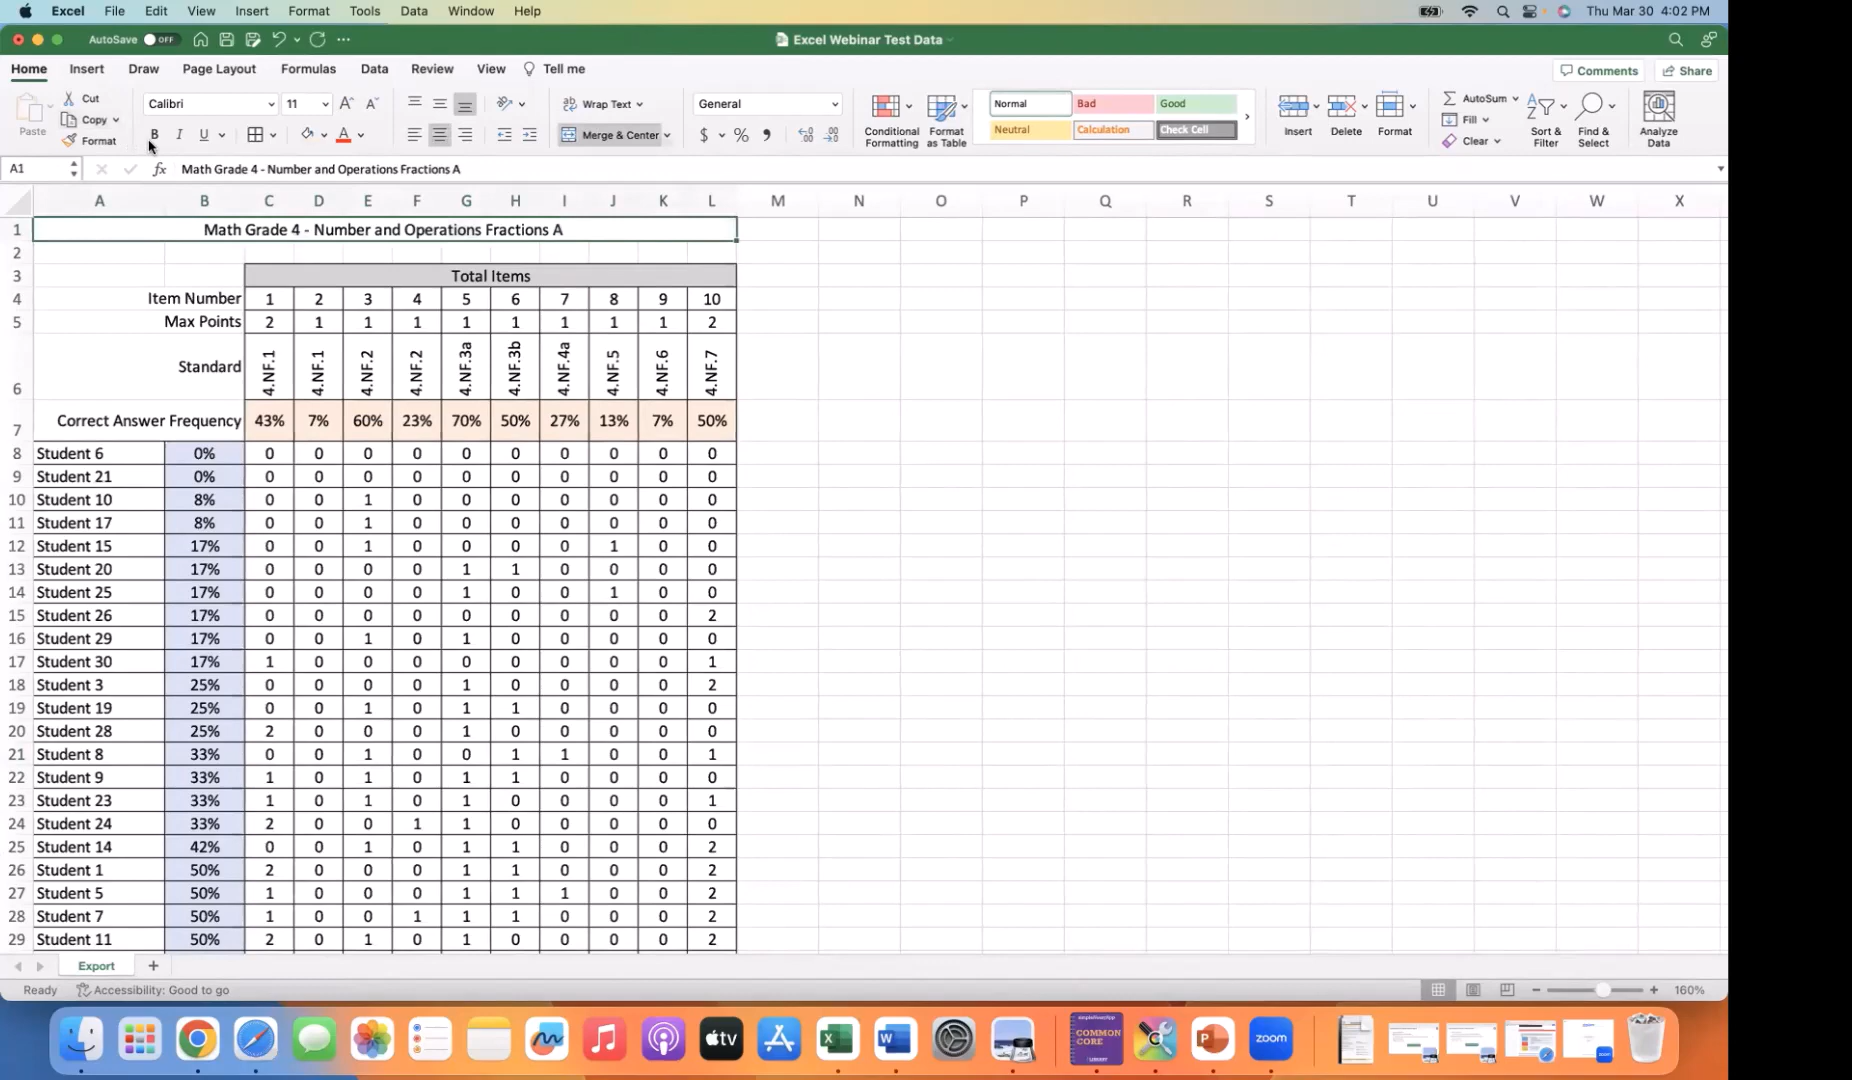 Excel File Edit View Insert Format Tools Data Window Help Thu Mar 30 4:02 PM
AutoSave OFF Excel Webinar Test Data
Home Insert Draw Page Layout Formulas Data Review View Tell me Comments Share
Paste Cut Copy Format
Calibri 11 B I U
Wrap Text Merge & Center
General $ % ,
Conditional Formatting Format as Table
Normal Bad Good
Neutral Calculation Check Cell
Insert Delete Format
AutoSum Fill Clear
Sort & Filter Find & Select Analyze Data
A1 fx Math Grade 4 - Number and Operations Fractions A
A B C D E F G H I J K L M N O P Q R S T U V W X
1 Math Grade 4 - Number and Operations Fractions A
2
3 Total Items
4 Item Number 1 2 3 4 5 6 7 8 9 10
5 Max Points 2 1 1 1 1 1 1 1 1 2
6 Standard 4.NF.1 4.NF.1 4.NF.2 4.NF.2 4.NF.3a 4.NF.3b 4.NF.4a 4.NF.5 4.NF.6 4.NF.7
7 Correct Answer Frequency 43% 7% 60% 23% 70% 50% 27% 13% 7% 50%
8 Student 6 0% 0 0 0 0 0 0 0 0 0 0
9 Student 21 0% 0 0 0 0 0 0 0 0 0 0
10 Student 10 8% 0 0 1 0 0 0 0 0 0 0
11 Student 17 8% 0 0 1 0 0 0 0 0 0 0
12 Student 15 17% 0 0 1 0 0 0 0 1 0 0
13 Student 20 17% 0 0 0 0 1 1 0 0 0 0
14 Student 25 17% 0 0 0 0 1 0 0 1 0 0
15 Student 26 17% 0 0 0 0 0 0 0 0 0 2
16 Student 29 17% 0 0 1 0 1 0 0 0 0 0
17 Student 30 17% 1 0 0 0 0 0 0 0 0 1
18 Student 3 25% 0 0 0 0 1 0 0 0 0 2
19 Student 19 25% 0 0 1 0 1 1 0 0 0 0
20 Student 28 25% 2 0 0 0 1 0 0 0 0 0
21 Student 8 33% 0 0 1 0 0 1 1 0 0 1
22 Student 9 33% 1 0 1 0 1 1 0 0 0 0
23 Student 23 33% 1 0 1 0 1 0 0 0 0 1
24 Student 24 33% 2 0 0 1 1 0 0 0 0 0
25 Student 14 42% 0 0 1 0 1 1 0 0 0 2
26 Student 1 50% 2 0 0 0 1 1 0 0 0 2
27 Student 5 50% 1 0 0 0 1 1 1 0 0 2
28 Student 7 50% 1 0 0 1 1 1 0 0 0 2
29 Student 11 50% 2 0 1 0 1 0 0 0 0 2
Export +
Ready Accessibility: Good to go 160%
tv X W COMMON CORE P zoom